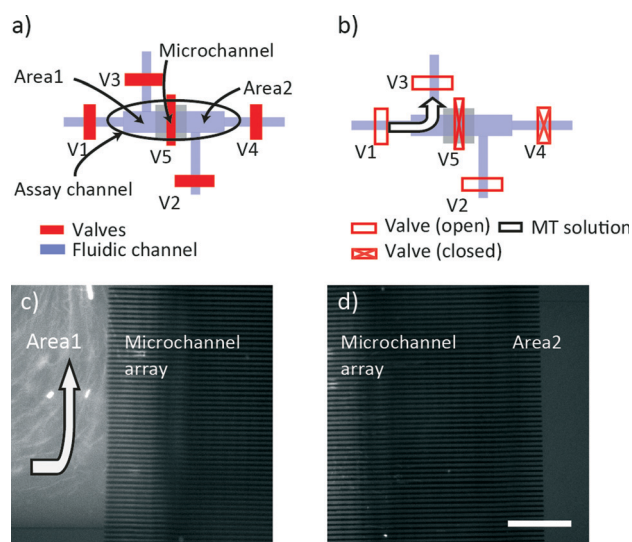 a)
Microchannel
Area1
V3
Area2
V1
V5
V4
Assay channel
V2
Valves
Fluidic channel
b)
V3
V1
V5
V4
V2
Valve (open)
MT solution
Valve (closed)
c)
Area1
Microchannel
array
d)
Microchannel
array
Area2